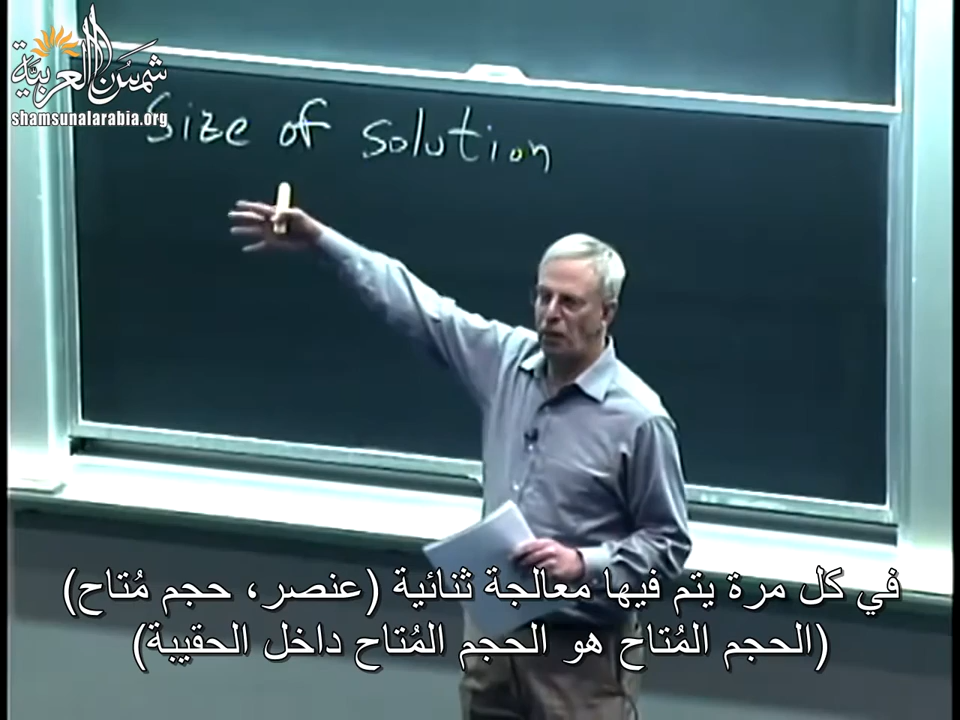 شمس العربية
shamsunalarabia.org
Size of solution
في كل مرة يتم فيها معالجة ثنائية (عنصر، حجم مُتاح)
(الحجم المُتاح هو الحجم المُتاح داخل الحقيبة)